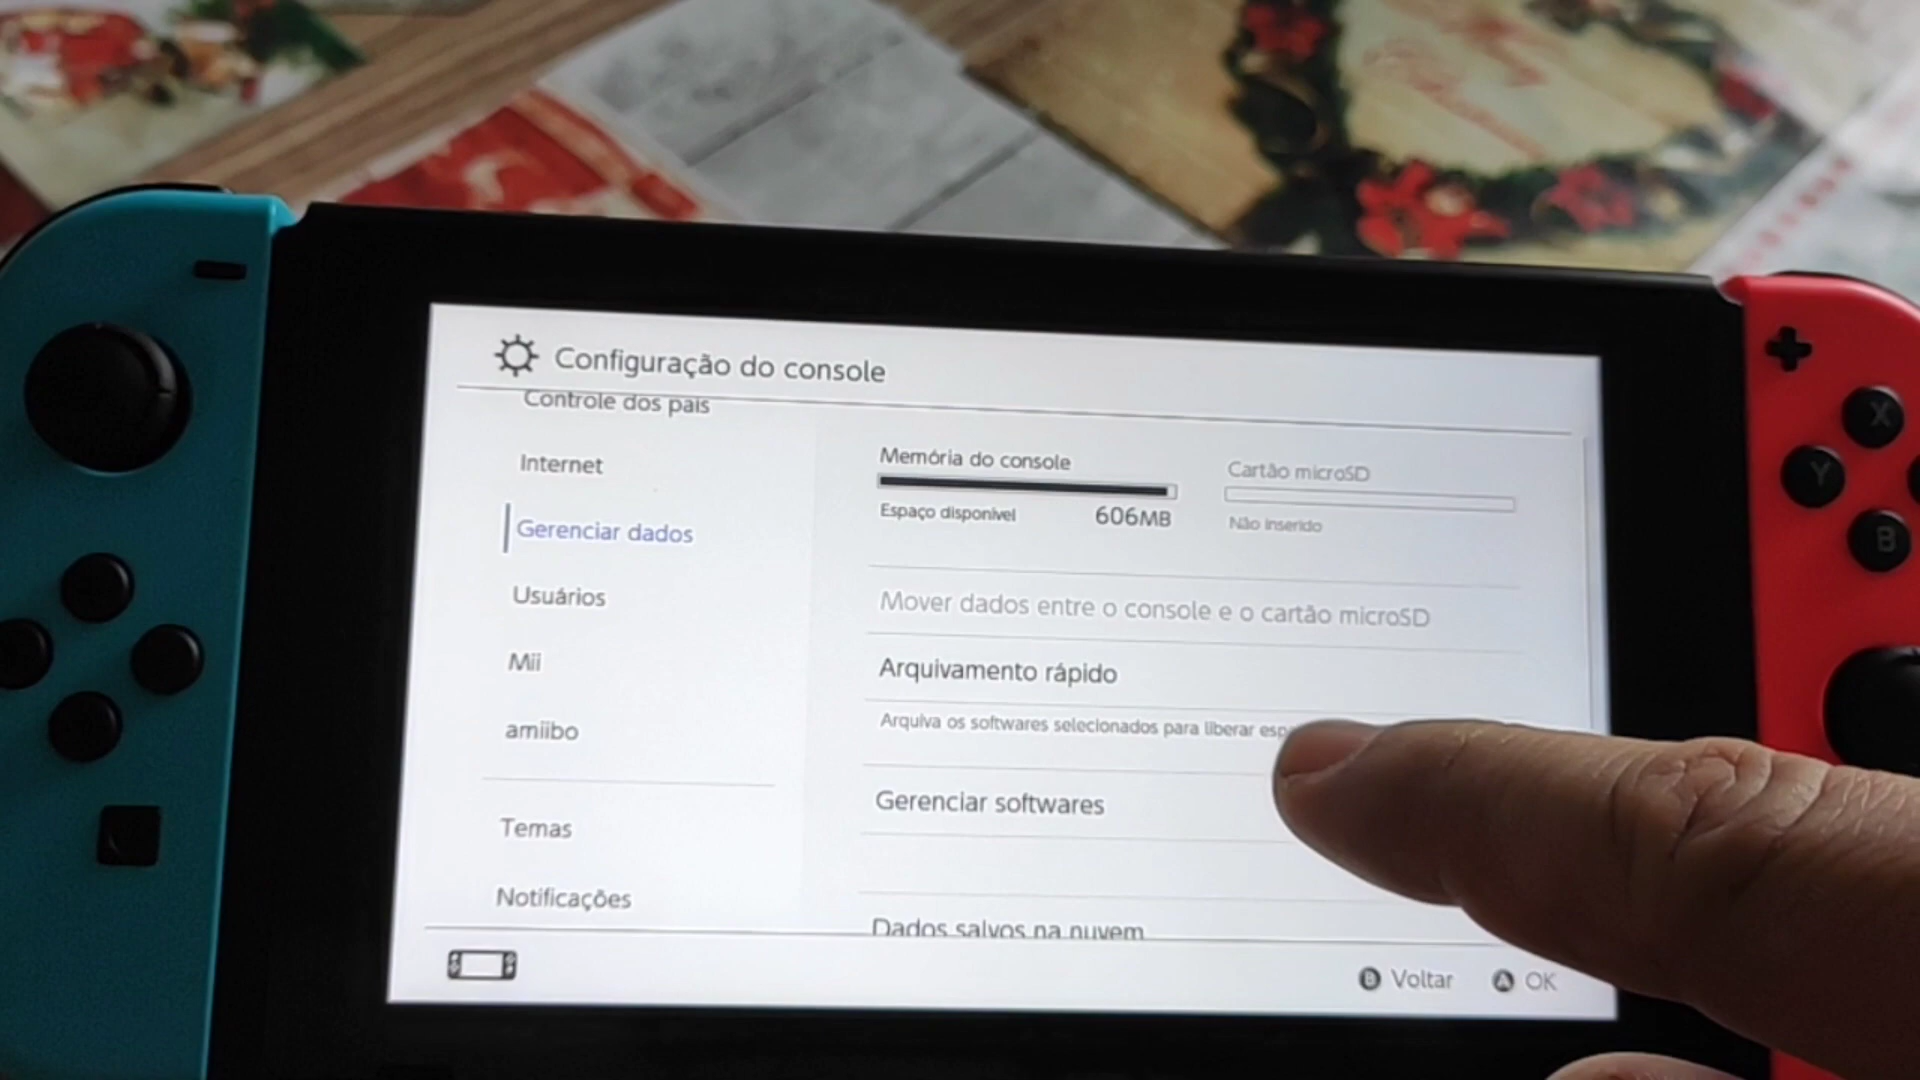 Configuração do console
Controle dos pais
Internet
Gerenciar dados
Usuários
Mii
amiibo
Temas
Notificações
Memória do console
Espaço disponível 606MB
Cartão microSD
Não inserido
Mover dados entre o console e o cartão microSD
Arquivamento rápido
Arquiva os softwares selecionados para liberar
Gerenciar softwares
Dados salvos na nuvem
B Voltar A OK
X
Y
B